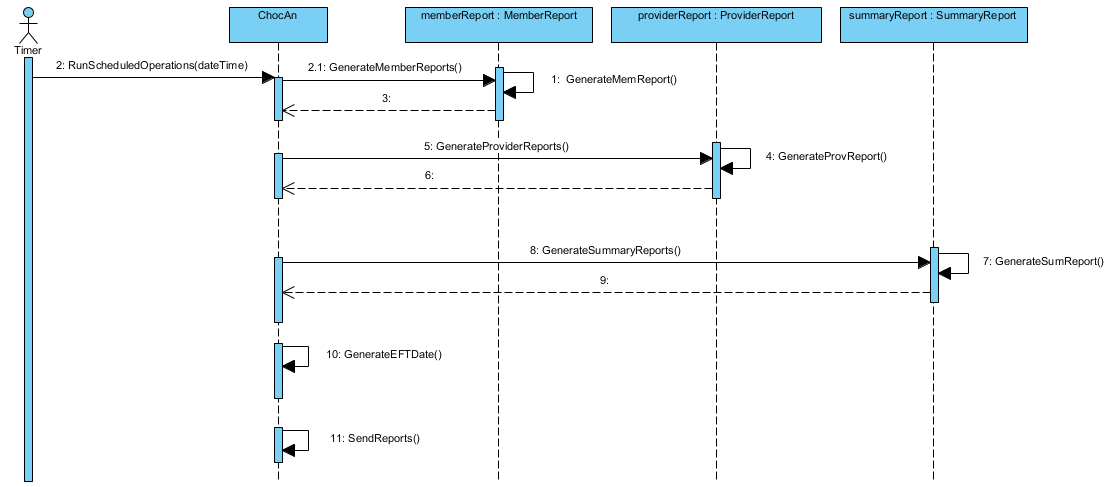 Timer
ChocAn
memberReport : MemberReport
providerReport : ProviderReport
summaryReport : SummaryReport
2: RunScheduledOperations(dateTime)
2.1: GenerateMemberReports()
1: GenerateMemReport()
3:
5: GenerateProviderReports()
4: GenerateProvReport()
6:
8: GenerateSummaryReports()
7: GenerateSumReport()
9:
10: GenerateEFTDate()
11: SendReports()